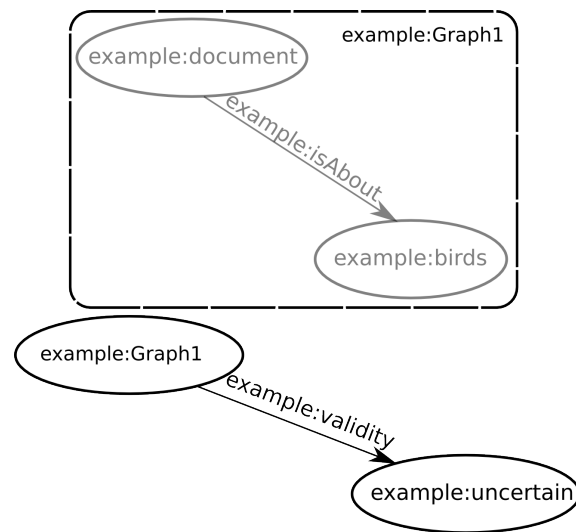 example:Graph1
example:document
example:isAbout
example:birds
example:Graph1
example:validity
example:uncertain